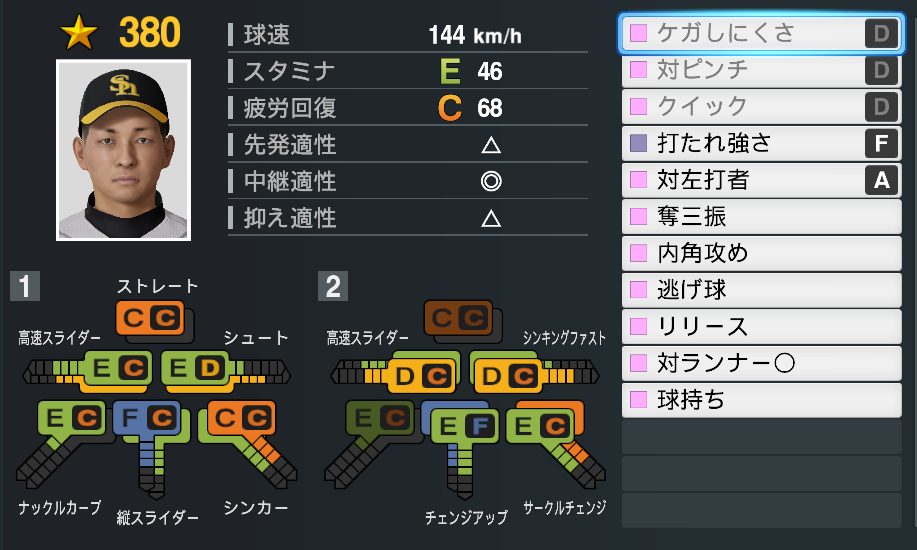 380
球速 144 km/h
スタミナ E 46
疲労回復 C 68
先発適性 △
中継適性 ◎
抑え適性 △
1
ストレート
C C
高速スライダー
E C
シュート
E D
E C
F C
C C
ナックルカーブ
縦スライダー
シンカー
2
C C
高速スライダー
D C
シンキングファスト
D C
E C
E F
E C
チェンジアップ
サークルチェンジ
ケガしにくさ D
対ピンチ D
クイック D
打たれ強さ F
対左打者 A
奪三振
内角攻め
逃げ球
リリース
対ランナー〇
球持ち